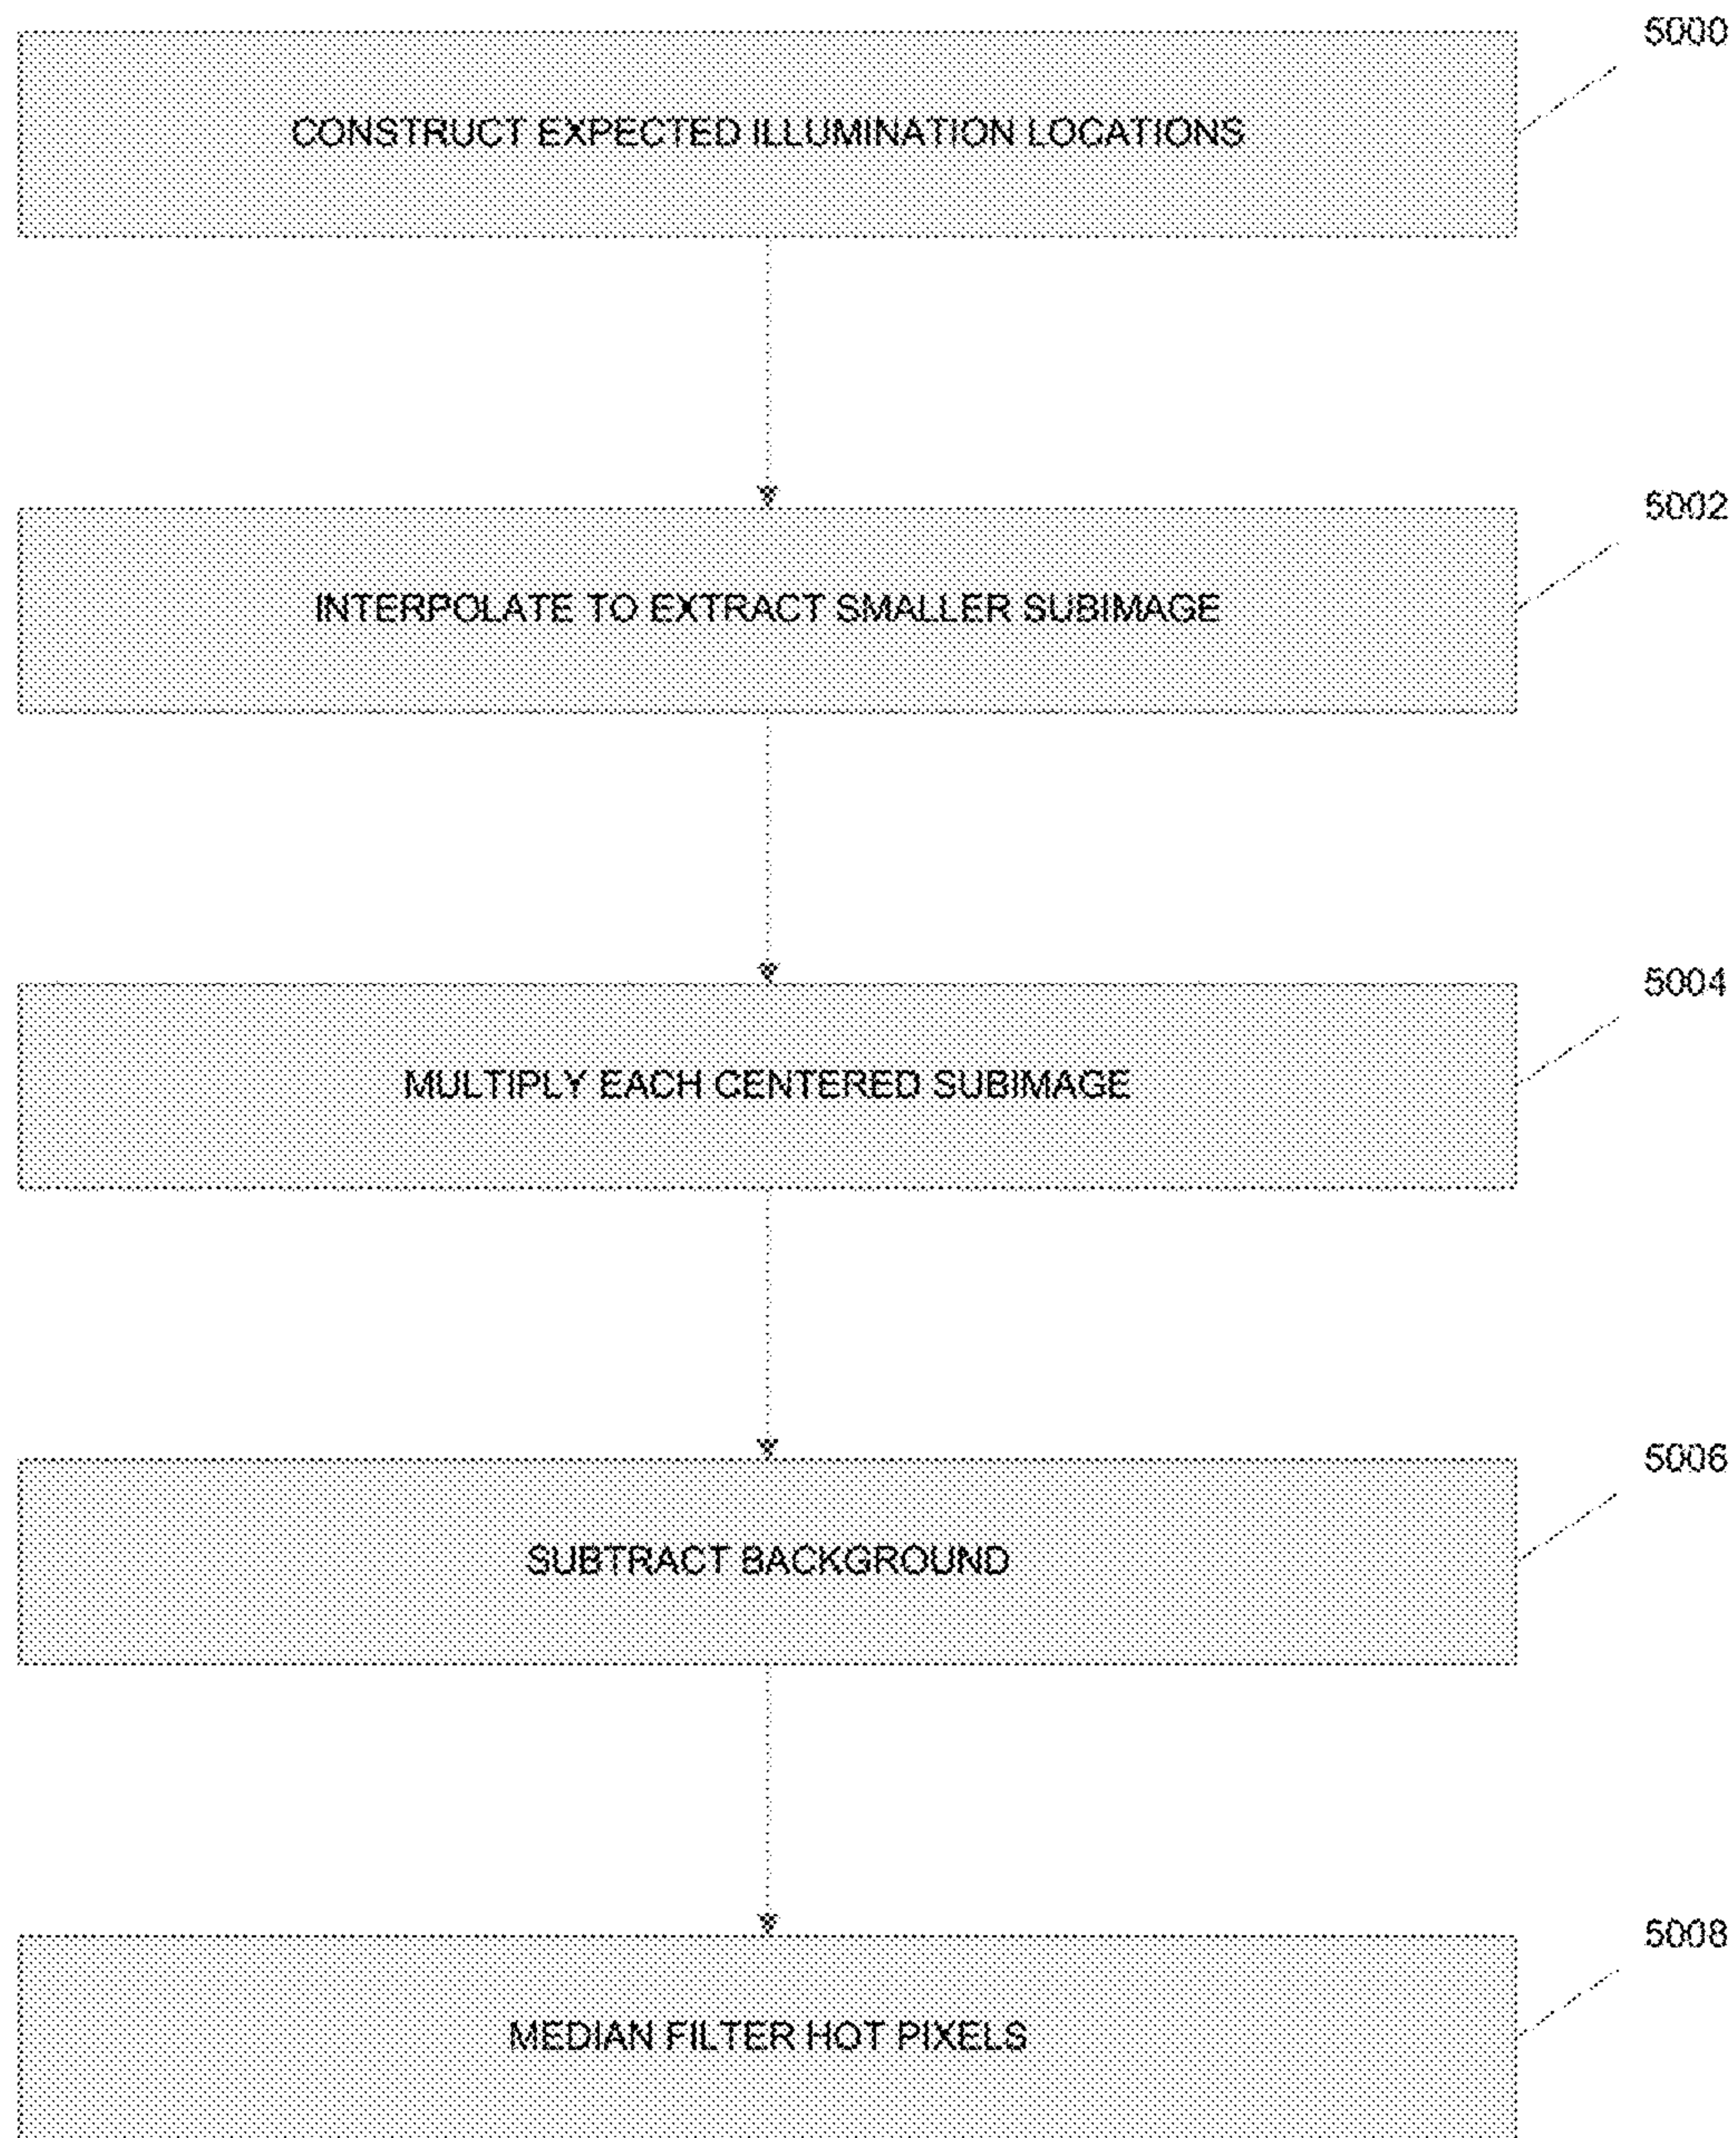 5000
CONSTRUCT EXPECTED ILLUMINATION LOCATIONS
5002
INTERPOLATE TO EXTRACT SMALLER SUBIMAGE
5004
MULTIPLY EACH CENTERED SUBIMAGE
5006
SUBTRACT BACKGROUND
5008
MEDIAN FILTER HOT PIXELS